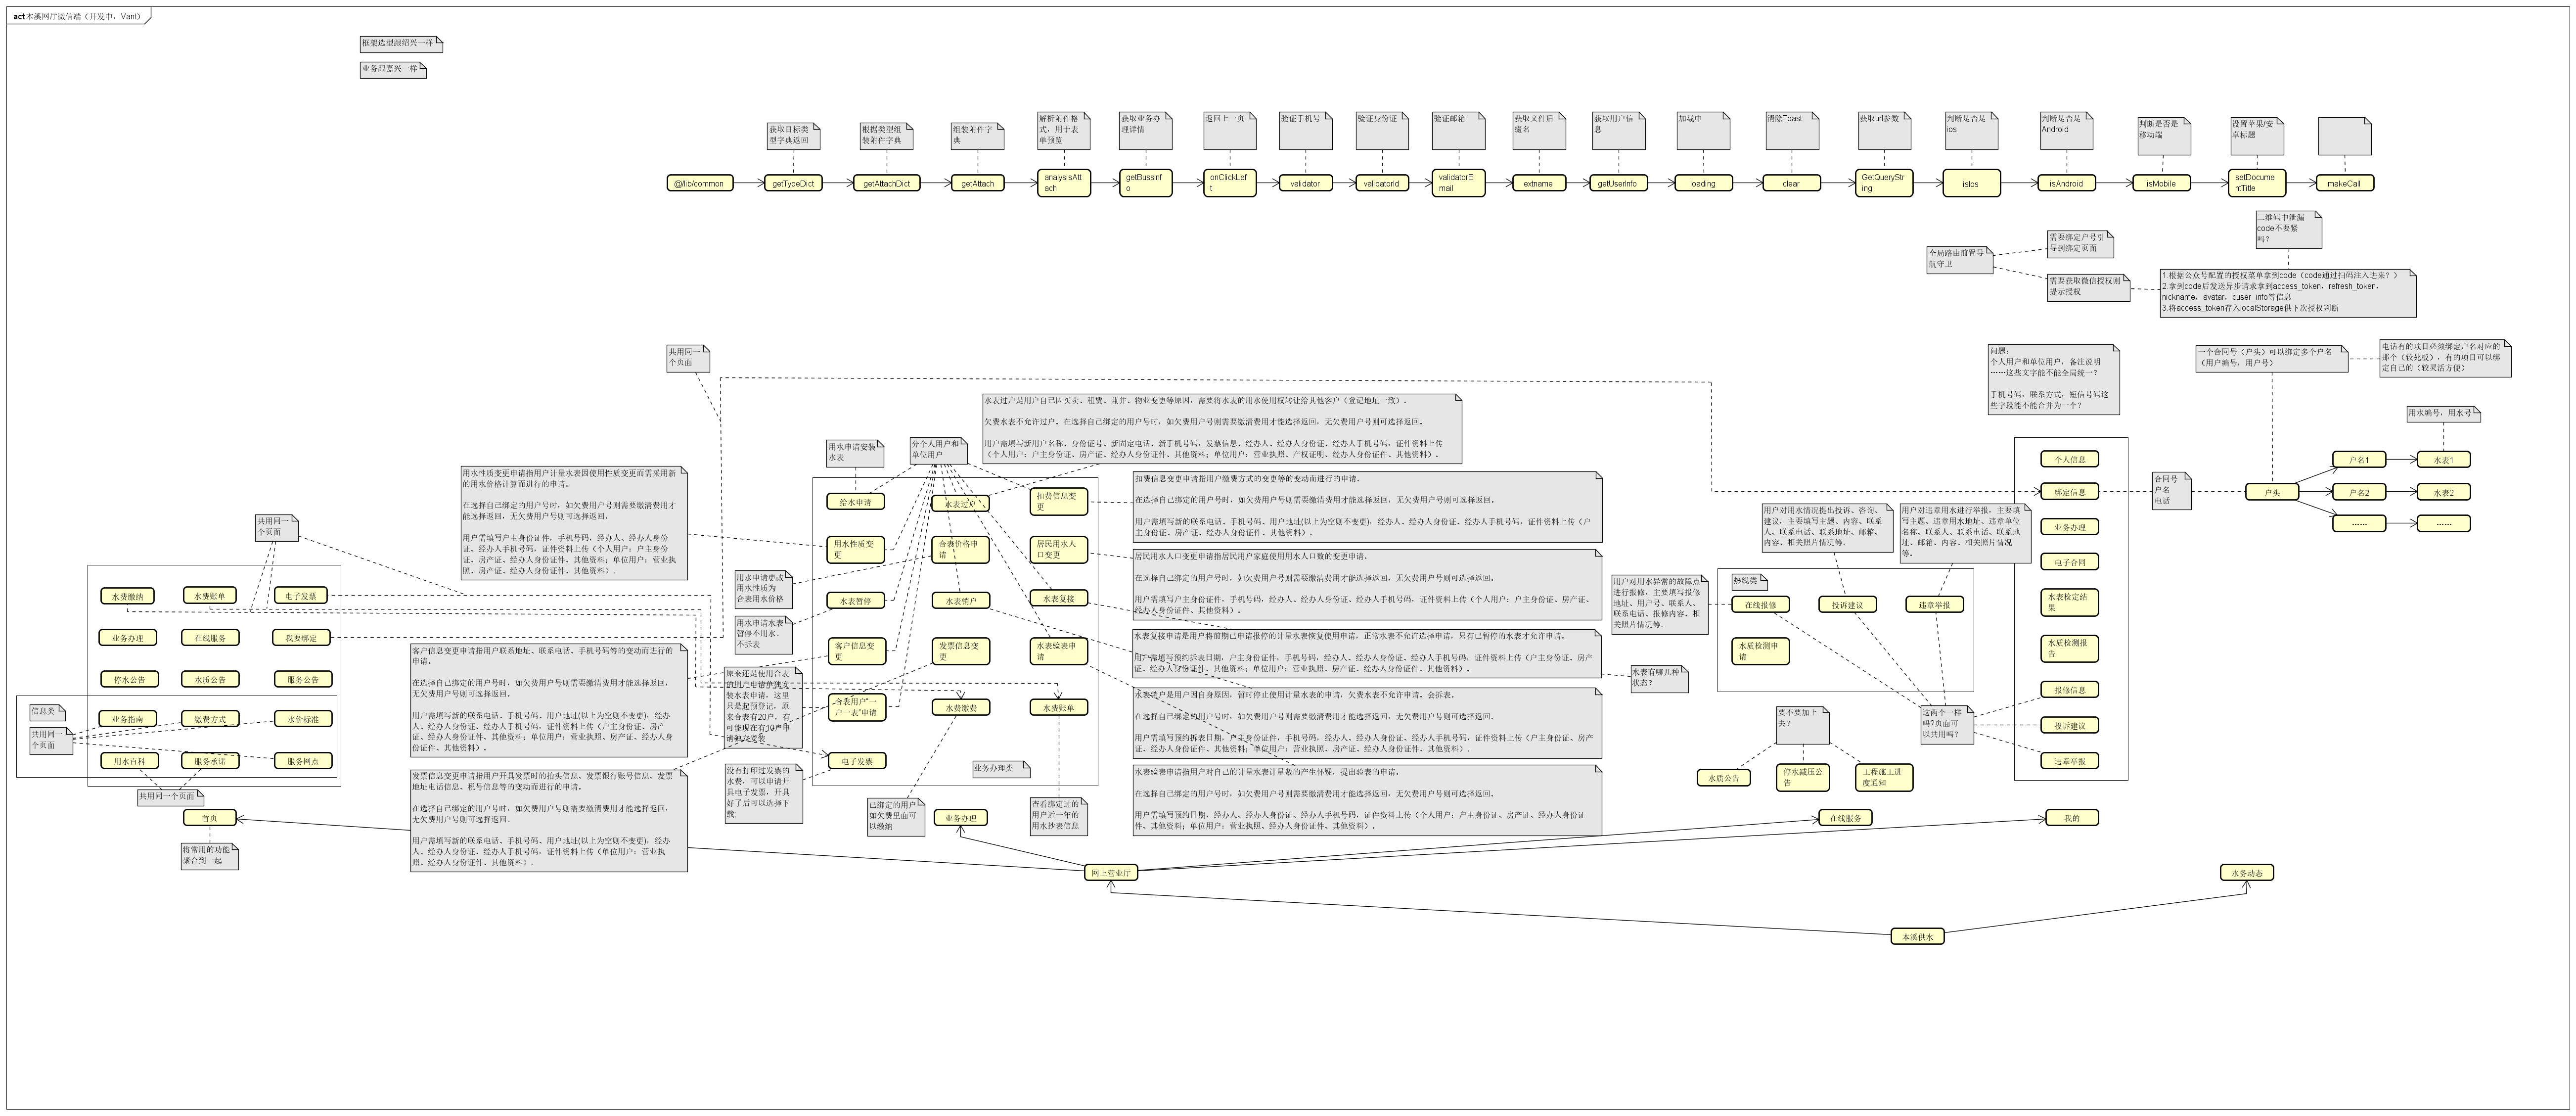 act 本溪网厅微信端（开发中，Vant）
框架选型跟绍兴一样
业务跟嘉兴一样
获取目标类
型字典返回
根据类型组
装附件字典
组装附件字
典
解析附件格
式，用于表
单预览
获取业务办
理详情
返回上一页
验证手机号
验证身份证
验证邮箱
获取文件后
缀名
获取用户信
息
加载中
清除Toast
获取url参数
判断是否是
ios
判断是否是
Android
判断是否是
移动端
设置苹果/安
卓标题
@/lib/common
getTypeDict
getAttachDict
getAttach
analysisAtt
ach
getBussInf
o
onClickLef
t
validator
validatorId
validatorE
mail
extname
getUserInfo
loading
clear
GetQueryStr
ing
isIos
isAndroid
isMobile
setDocume
ntTitle
makeCall
二维码中泄漏
code不要紧
吗？
全局路由前置导
航守卫
需要绑定户号引
导到绑定页面
需要获取微信授权则
提示授权
1.根据公众号配置的授权菜单拿到code（code通过扫码注入进来？）
2.拿到code后发送异步请求拿到access_token，refresh_token，
nickname，avatar，cuser_info等信息
3.将access_token存入localStorage供下次授权判断
共用同一
个页面
问题：
个人用户和单位用户，备注说明
……这些文字能不能全局统一？
手机号码，联系方式，短信号码这
些字段能不能合并为一个？
一个合同号（户头）可以绑定多个户名
（用户编号，用户号）
电话有的项目必须绑定户名对应的
那个（较死板），有的项目可以绑
定自己的（较灵活方便）
用水编号，用水号
户头
户名1
水表1
户名2
水表2
……
……
合同号
户名
电话
水表过户是用户自己因买卖、租赁、兼并、物业变更等原因，需要将水表的用水使用权转让给其他客户（登记地址一致）。
欠费水表不允许过户。在选择自己绑定的用户号时，如欠费用户号则需要缴清费用才能选择返回，无欠费用户号则可选择返回。
用户需填写新用户名称、身份证号、新固定电话、新手机号码，发票信息、经办人、经办人身份证、经办人手机号码，证件资料上传
（个人用户：户主身份证、房产证、经办人身份证件、其他资料；单位用户：营业执照、产权证明、经办人身份证件、其他资料）。
用水申请安装
水表
分个人用户和
单位用户
用水性质变更申请指用户计量水表因使用性质变更而需采用新
的用水价格计算而进行的申请。
在选择自己绑定的用户号时，如欠费用户号则需要缴清费用才
能选择返回，无欠费用户号则可选择返回。
用户需填写户主身份证件，手机号码，经办人、经办人身份
证、经办人手机号码，证件资料上传（个人用户：户主身份
证、房产证、经办人身份证件、其他资料；单位用户：营业执
照、房产证、经办人身份证件、其他资料）。
扣费信息变更申请指用户缴费方式的变更等的变动而进行的申请。
在选择自己绑定的用户号时，如欠费用户号则需要缴清费用才能选择返回，无欠费用户号则可选择返回。
用户需填写新的联系电话、手机号码、用户地址(以上为空则不变更)，经办人、经办人身份证、经办人手机号码，证件资料上传（户
主身份证、房产证、经办人身份证件、其他资料；单位用户：营业执照、房产证、经办人身份证件、其他资料）。
给水申请
水表过户
扣费信息变
更
用水性质变
更
合表价格申
请
居民用水人
口变更
水表暂停
水表销户
水表复接
客户信息变
更
发票信息变
更
水表验表申
请
合表用户“一
户一表”申请
水费缴费
水费账单
电子发票
业务办理类
居民用水人口变更申请指居民用户家庭使用用水人口数的变更申请。
在选择自己绑定的用户号时，如欠费用户号则需要缴清费用才能选择返回，无欠费用户号则可选择返回。
用户需填写户主身份证件，手机号码，经办人、经办人身份证、经办人手机号码，证件资料上传（个人用户：户主身份证、房产证、
经办人身份证件、其他资料）。
水表复接申请是用户将前期已申请报停的计量水表恢复使用申请，正常水表不允许选择申请，只有已暂停的水表才允许申请。
用户需填写预约拆表日期，户主身份证件，手机号码，经办人、经办人身份证、经办人手机号码，证件资料上传（户主身份证、房产
证、经办人身份证件、其他资料；单位用户：营业执照、房产证、经办人身份证件、其他资料）。
水表有哪几种
状态？
水表销户是用户因自身原因，暂时停止使用计量水表的申请，欠费水表不允许申请，会拆表。
在选择自己绑定的用户号时，如欠费用户号则需要缴清费用才能选择返回，无欠费用户号则可选择返回。
用户需填写预约拆表日期，户主身份证件，手机号码，经办人、经办人身份证、经办人手机号码，证件资料上传（户主身份证、房产
证、经办人身份证件、其他资料；单位用户：营业执照、房产证、经办人身份证件、其他资料）。
水表验表申请指用户对自己的计量水表计量数的产生怀疑，提出验表的申请。
在选择自己绑定的用户号时，如欠费用户号则需要缴清费用才能选择返回，无欠费用户号则可选择返回。
用户需填写预约日期，经办人、经办人身份证、经办人手机号码，证件资料上传（个人用户：户主身份证、房产证、经办人身份证
件、其他资料；单位用户：营业执照、房产证、经办人身份证件、其他资料）。
用水申请更改
用水性质为
合表用水价格
用水申请水表
暂停不用水，
不拆表
原来还是使用合表
的用户申请单独安
装水表申请，这里
只是起预登记，原
来合表有20户，有
可能现在有10户申
请独立安装
没有打印过发票的
水费，可以申请开
具电子发票，开具
好了后可以选择下
载;
已绑定的用户
如欠费里面可
以缴纳
查看绑定过的
用户近一年的
用水抄表信息
共用同一
个页面
水费缴纳
水费账单
电子发票
业务办理
在线服务
我要绑定
停水公告
水质公告
服务公告
信息类
业务指南
缴费方式
水价标准
共用同一
个页面
用水百科
服务承诺
服务网点
共用同一个页面
首页
将常用的功能
聚合到一起
客户信息变更申请指用户联系地址、联系电话、手机号码等的变动而进行的
申请。
在选择自己绑定的用户号时，如欠费用户号则需要缴清费用才能选择返回，
无欠费用户号则可选择返回。
用户需填写新的联系电话、手机号码、用户地址(以上为空则不变更)，经办
人、经办人身份证、经办人手机号码，证件资料上传（户主身份证、房产
证、经办人身份证件、其他资料；单位用户：营业执照、房产证、经办人身
份证件、其他资料）。
发票信息变更申请指用户开具发票时的抬头信息、发票银行账号信息、发票
地址电话信息、税号信息等的变动而进行的申请。
在选择自己绑定的用户号时，如欠费用户号则需要缴清费用才能选择返回，
无欠费用户号则可选择返回。
用户需填写新的联系电话、手机号码、用户地址(以上为空则不变更)，经办
人、经办人身份证、经办人手机号码，证件资料上传（单位用户：营业执
照、经办人身份证件、其他资料）。
用户对用水情况提出投诉、咨询、
建议，主要填写主题、内容、联系
人、联系电话、联系地址、邮箱、
内容、相关照片情况等。
用户对违章用水进行举报，主要填
写主题、违章用水地址、违章单位
名称、联系人、联系电话、联系地
址、邮箱、内容、相关照片情况
等。
用户对用水异常的故障点
进行报修，主要填写报修
地址、用户号、联系人、
联系电话、报修内容、相
关照片情况等。
热线类
在线报修
投诉建议
违章举报
水质检测申
请
要不要加上
去？
这两个一样
吗?页面可
以共用吗？
水质公告
停水减压公
告
工程施工进
度通知
个人信息
绑定信息
业务办理
电子合同
水表检定结
果
水质检测报
告
报修信息
投诉建议
违章举报
业务办理
在线服务
我的
网上营业厅
水务动态
本溪供水